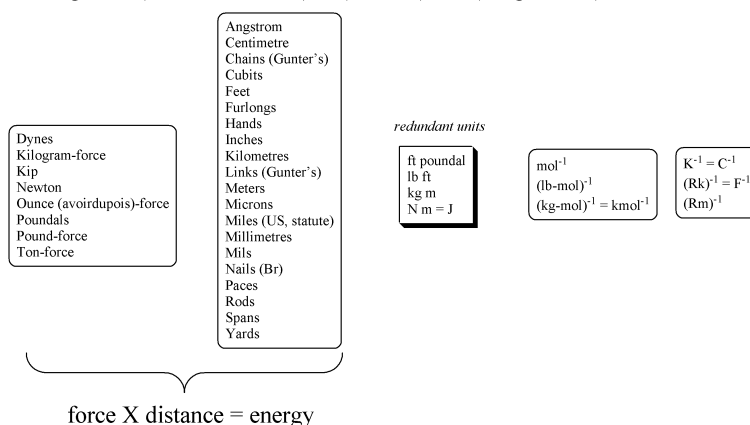 Angstrom
Centimetre
Chains (Gunter's)
Cubits
Feet
Furlongs
Hands
Inches
Kilometres
Links (Gunter's)
Meters
Microns
Miles (US, statute)
Millimetres
Mils
Nails (Br)
Paces
Rods
Spans
Yards
Dynes
Kilogram-force
Kip
Newton
Ounce (avoirdupois)-force
Poundals
Pound-force
Ton-force
redundant units
ft poundal
lb ft
kg m
N m = J
mol⁻¹
(lb-mol)⁻¹
(kg-mol)⁻¹ = kmol⁻¹
K⁻¹ = C⁻¹
(Rk)⁻¹ = F⁻¹
(Rm)⁻¹
force X distance = energy